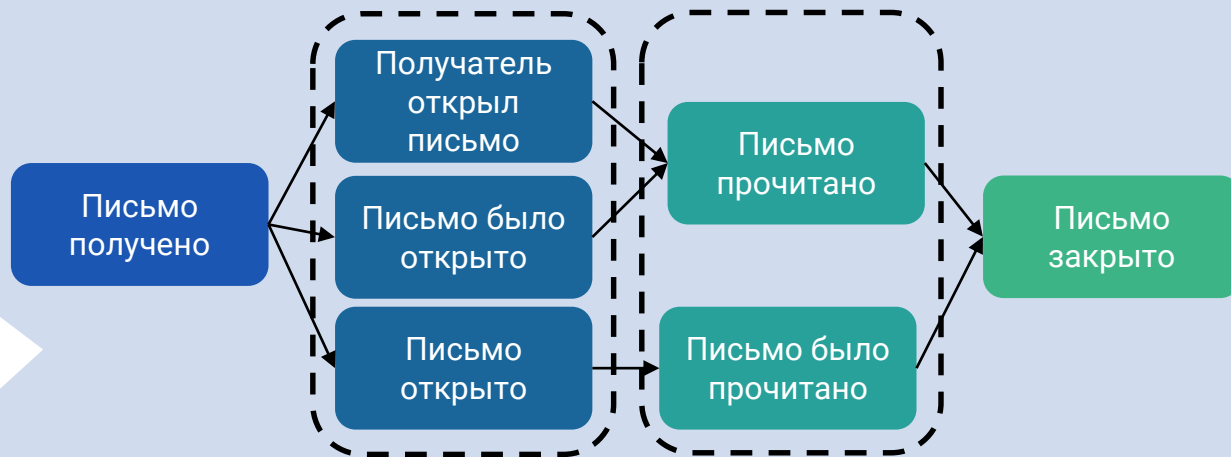 Письмо
получено
Получатель
открыл
письмо
Письмо было
открыто
Письмо
открыто
Письмо
прочитано
Письмо было
прочитано
Письмо
закрыто